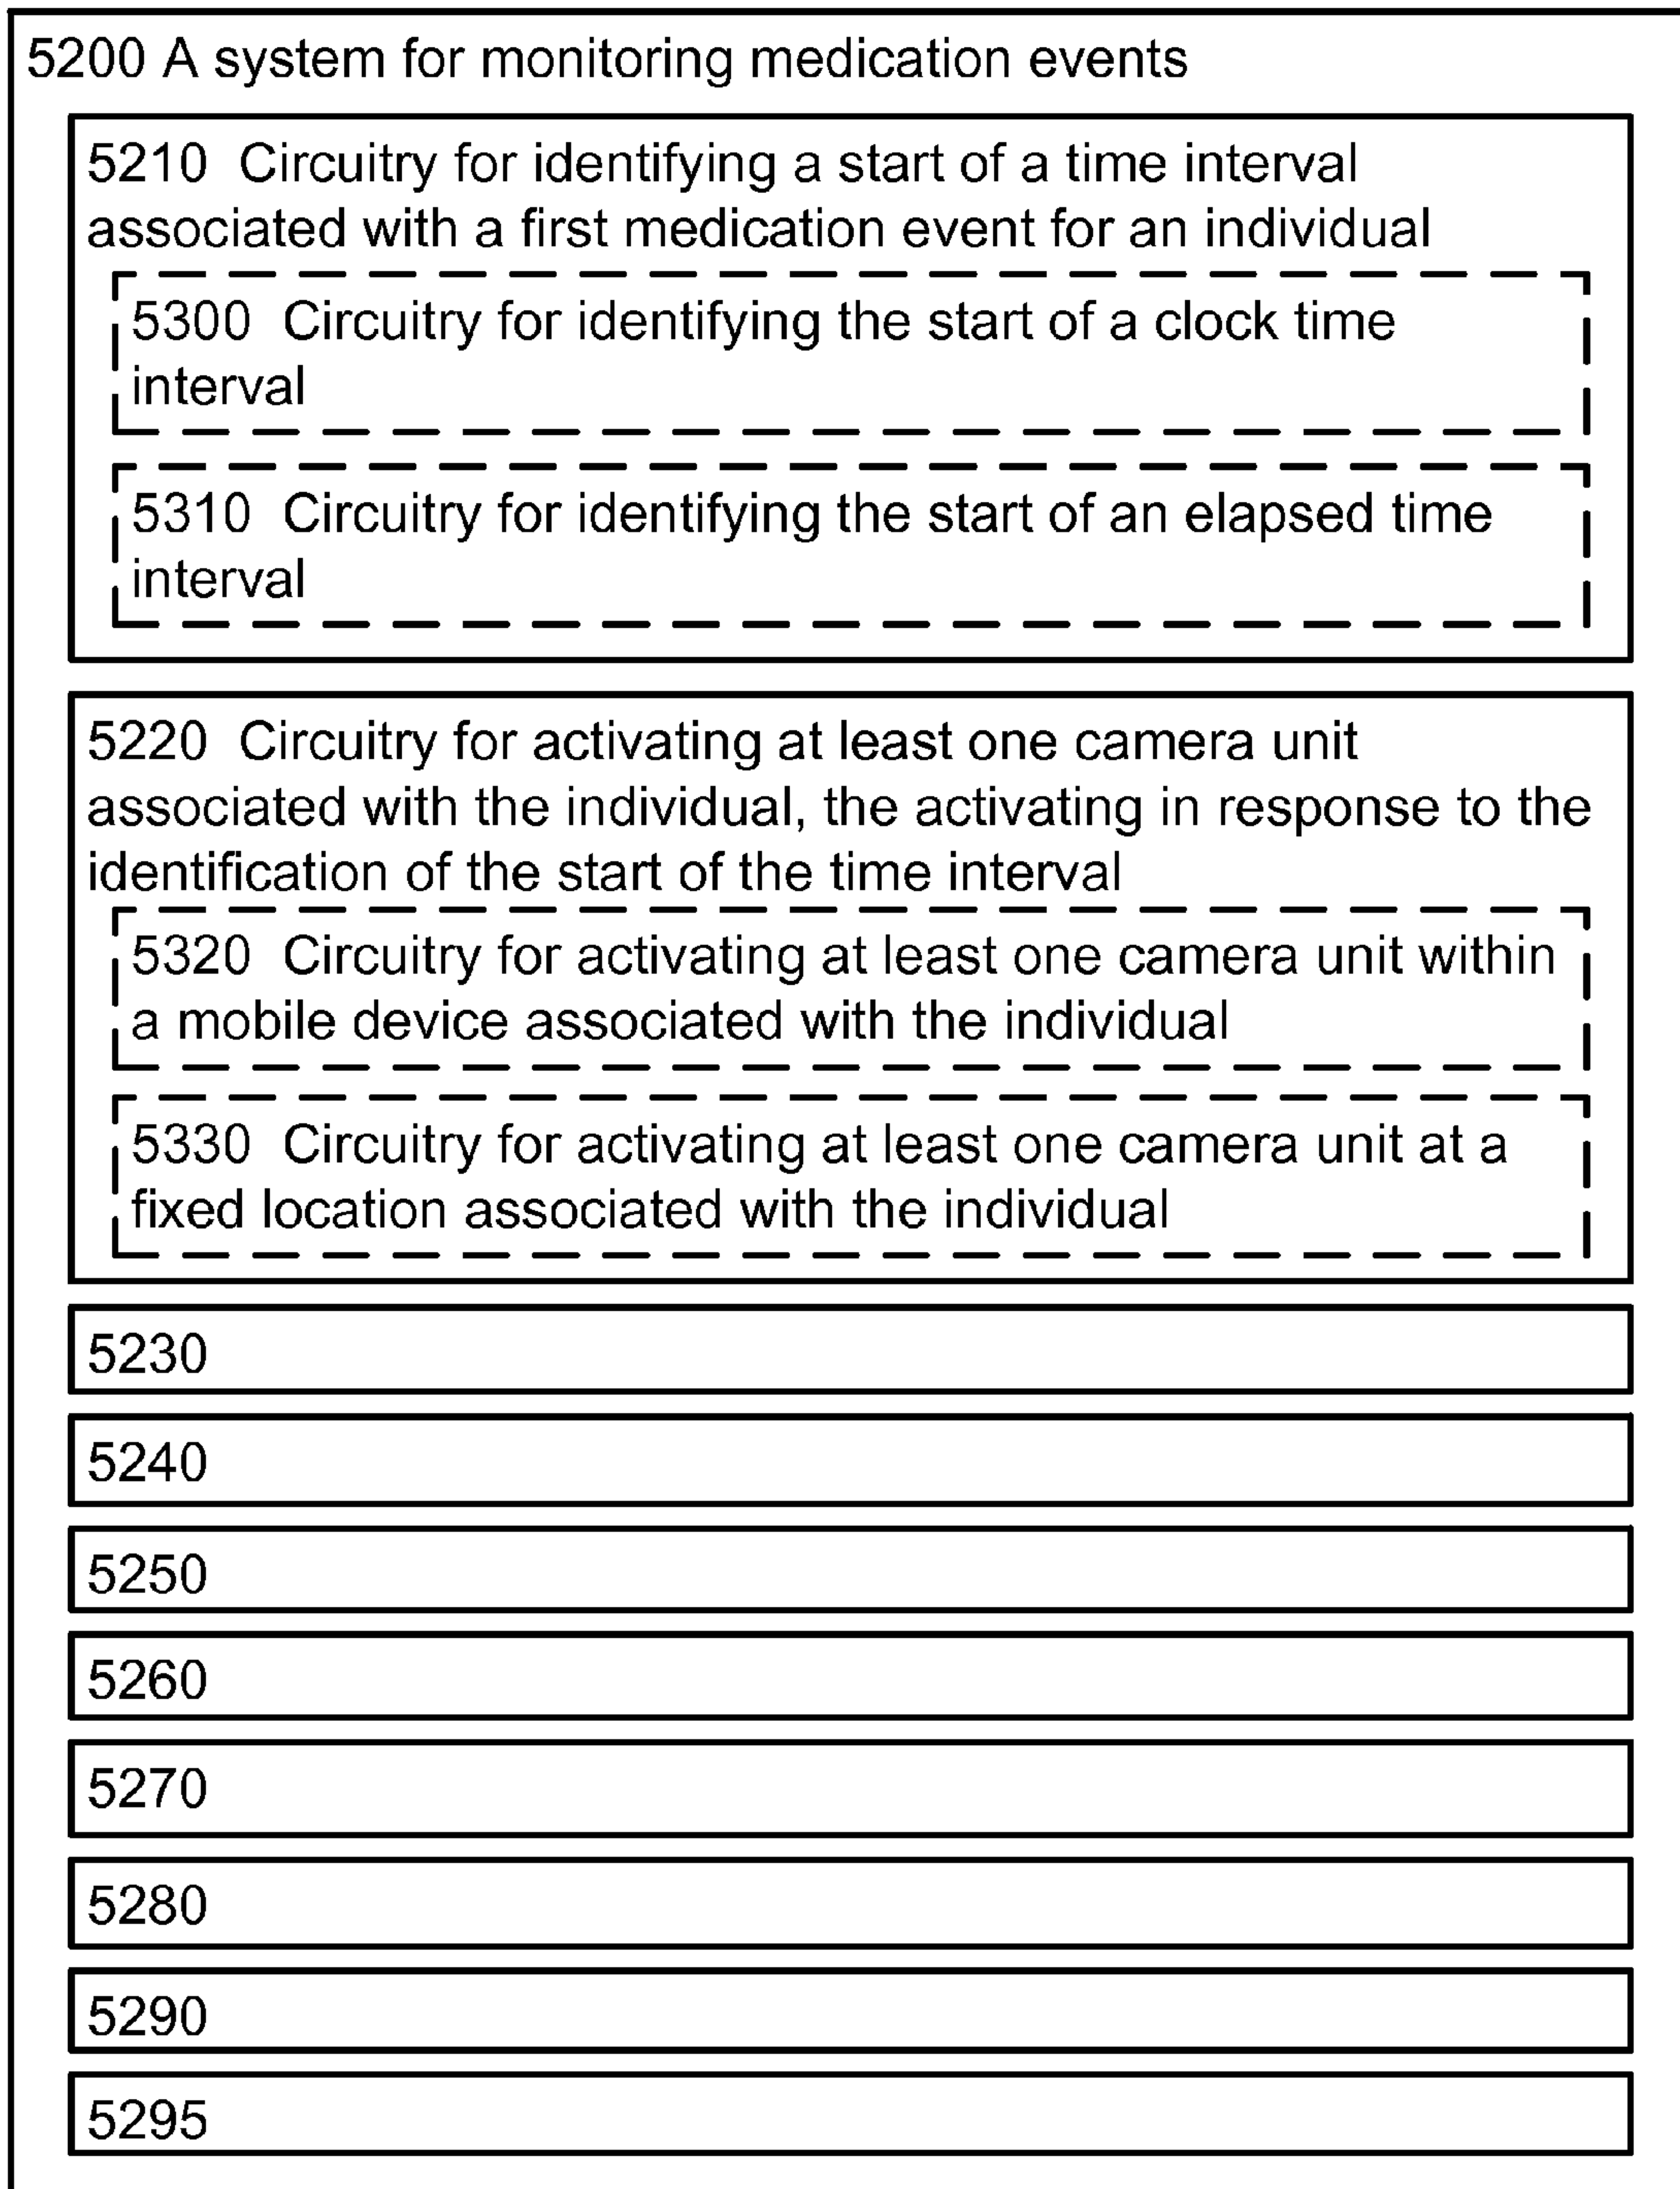 5200 A system for monitoring medication events
5210 Circuitry for identifying a start of a time interval
associated with a first medication event for an individual
5300 Circuitry for identifying the start of a clock time
interval
5310 Circuitry for identifying the start of an elapsed time
interval
5220 Circuitry for activating at least one camera unit
associated with the individual, the activating in response to the
identification of the start of the time interval
5320 Circuitry for activating at least one camera unit within
a mobile device associated with the individual
5330 Circuitry for activating at least one camera unit at a
fixed location associated with the individual
5230
5240
5250
5260
5270
5280
5290
5295